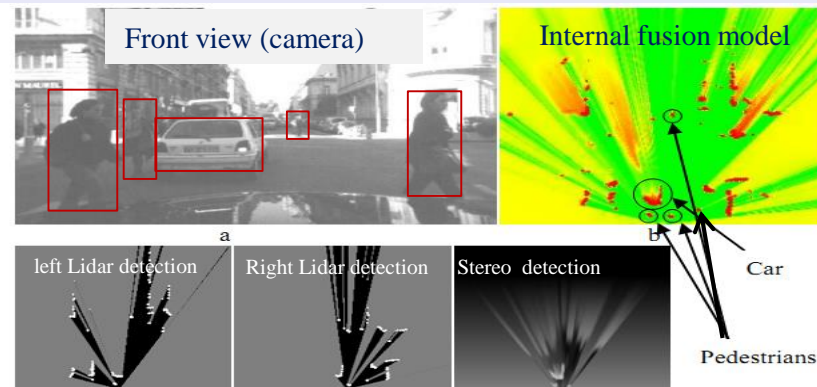 Front view (camera)
Internal fusion model
a
b
left Lidar detection
Right Lidar detection
Stereo detection
Car
Pedestrians